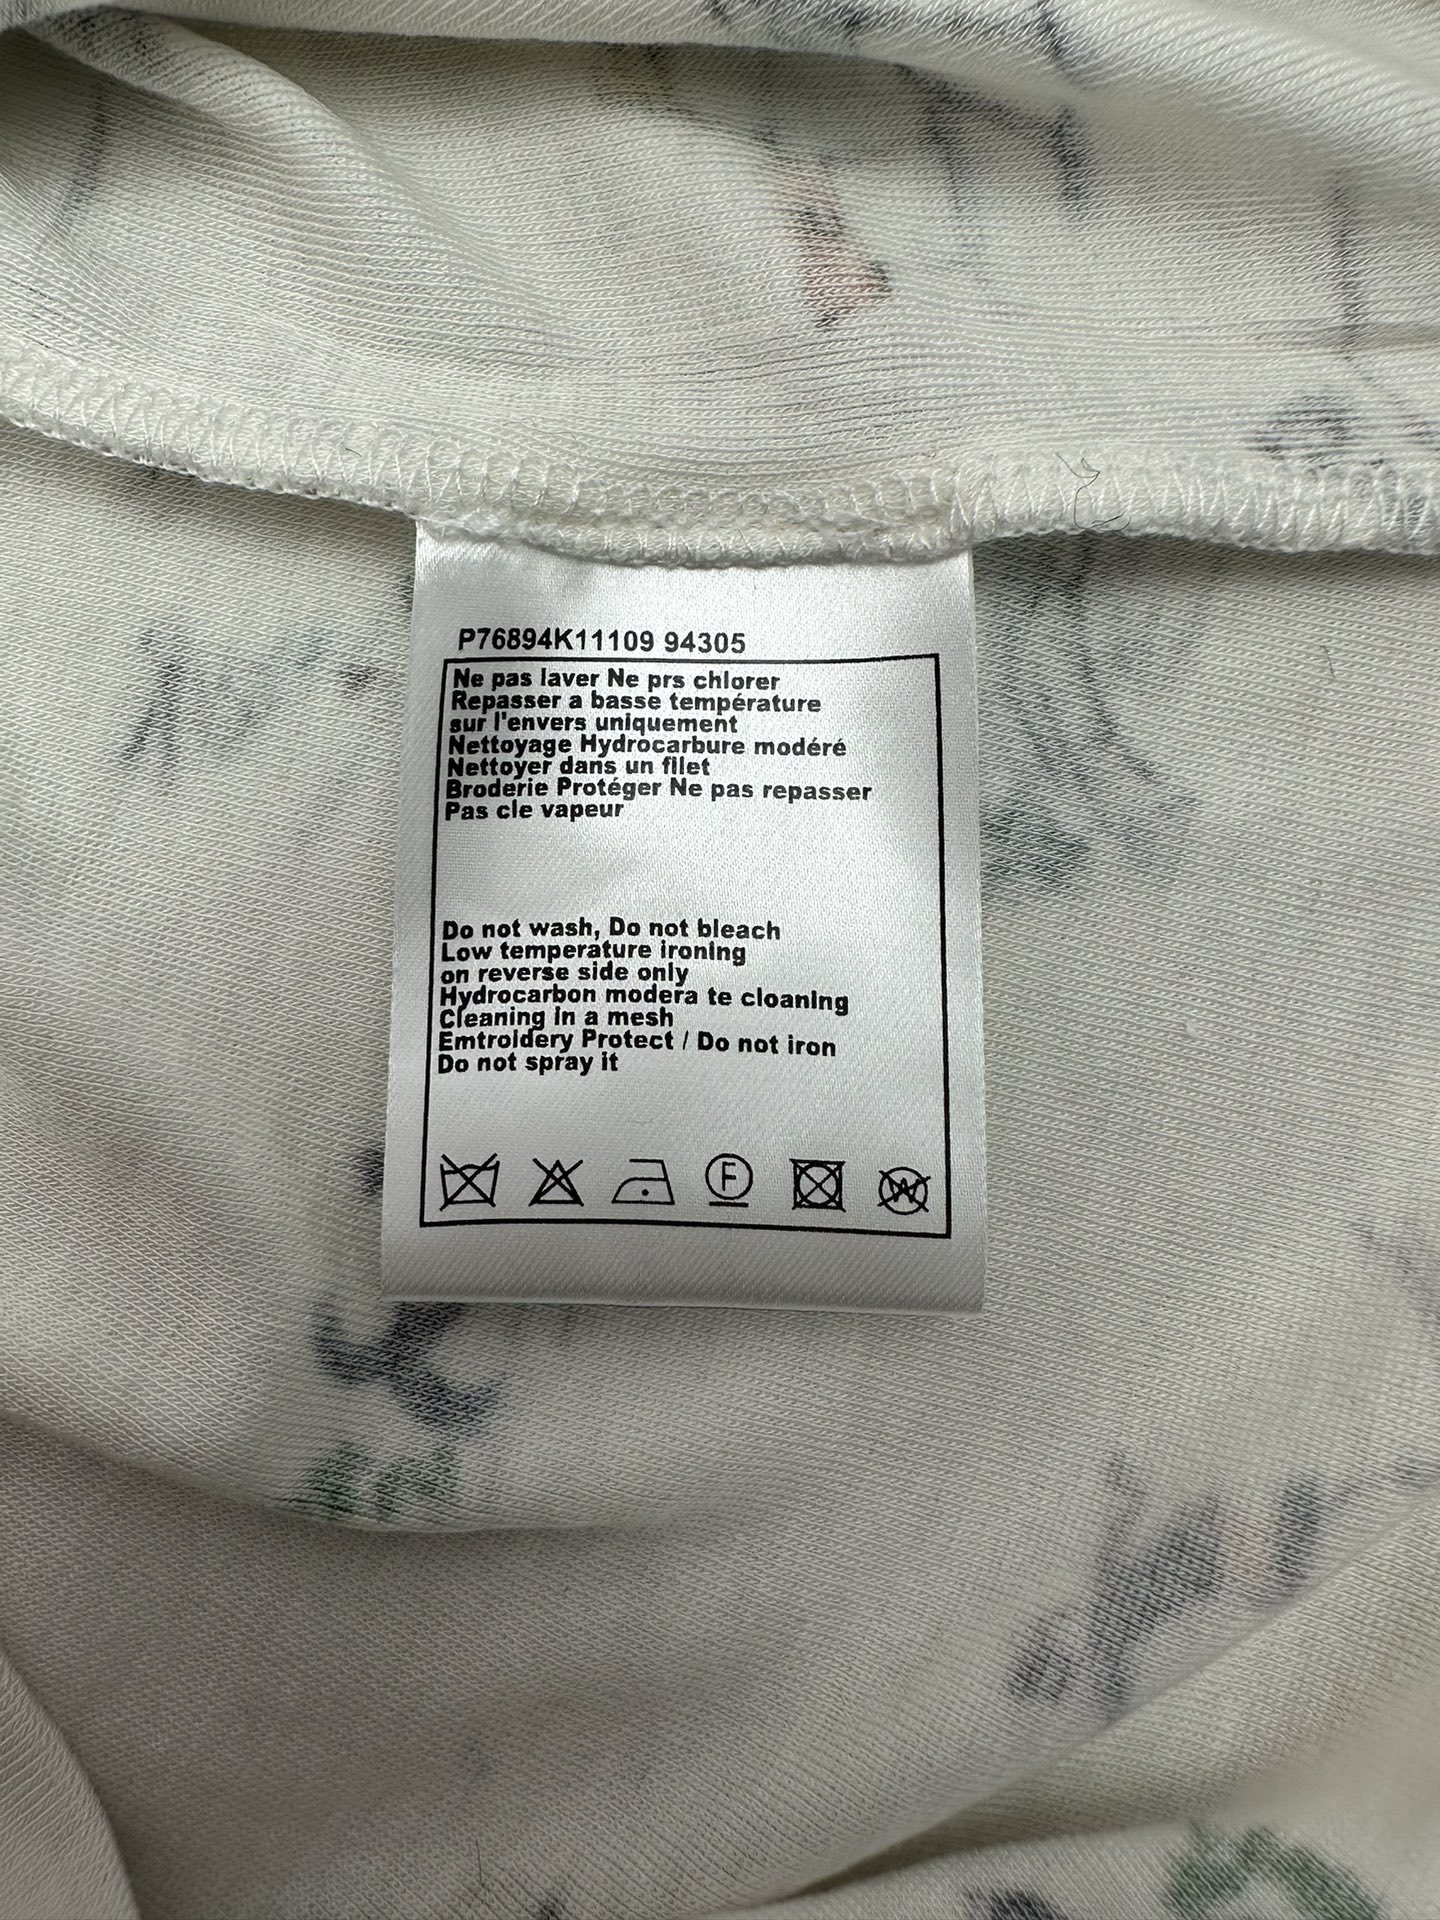 P76894K11109 94305
Ne pas laver Ne prs chlorer
Repasser a basse température
sur l'envers uniquement
Nettoyage Hydrocarbure modéré
Nettoyer dans un filet
Broderie Protéger Ne pas repasser
Pas cle vapeur
Do not wash, Do not bleach
Low temperature ironing
on reverse side only
Hydrocarbon modera te cloaning
Cleaning in a mesh
Emtroidery Protect / Do not iron
Do not spray it
F W